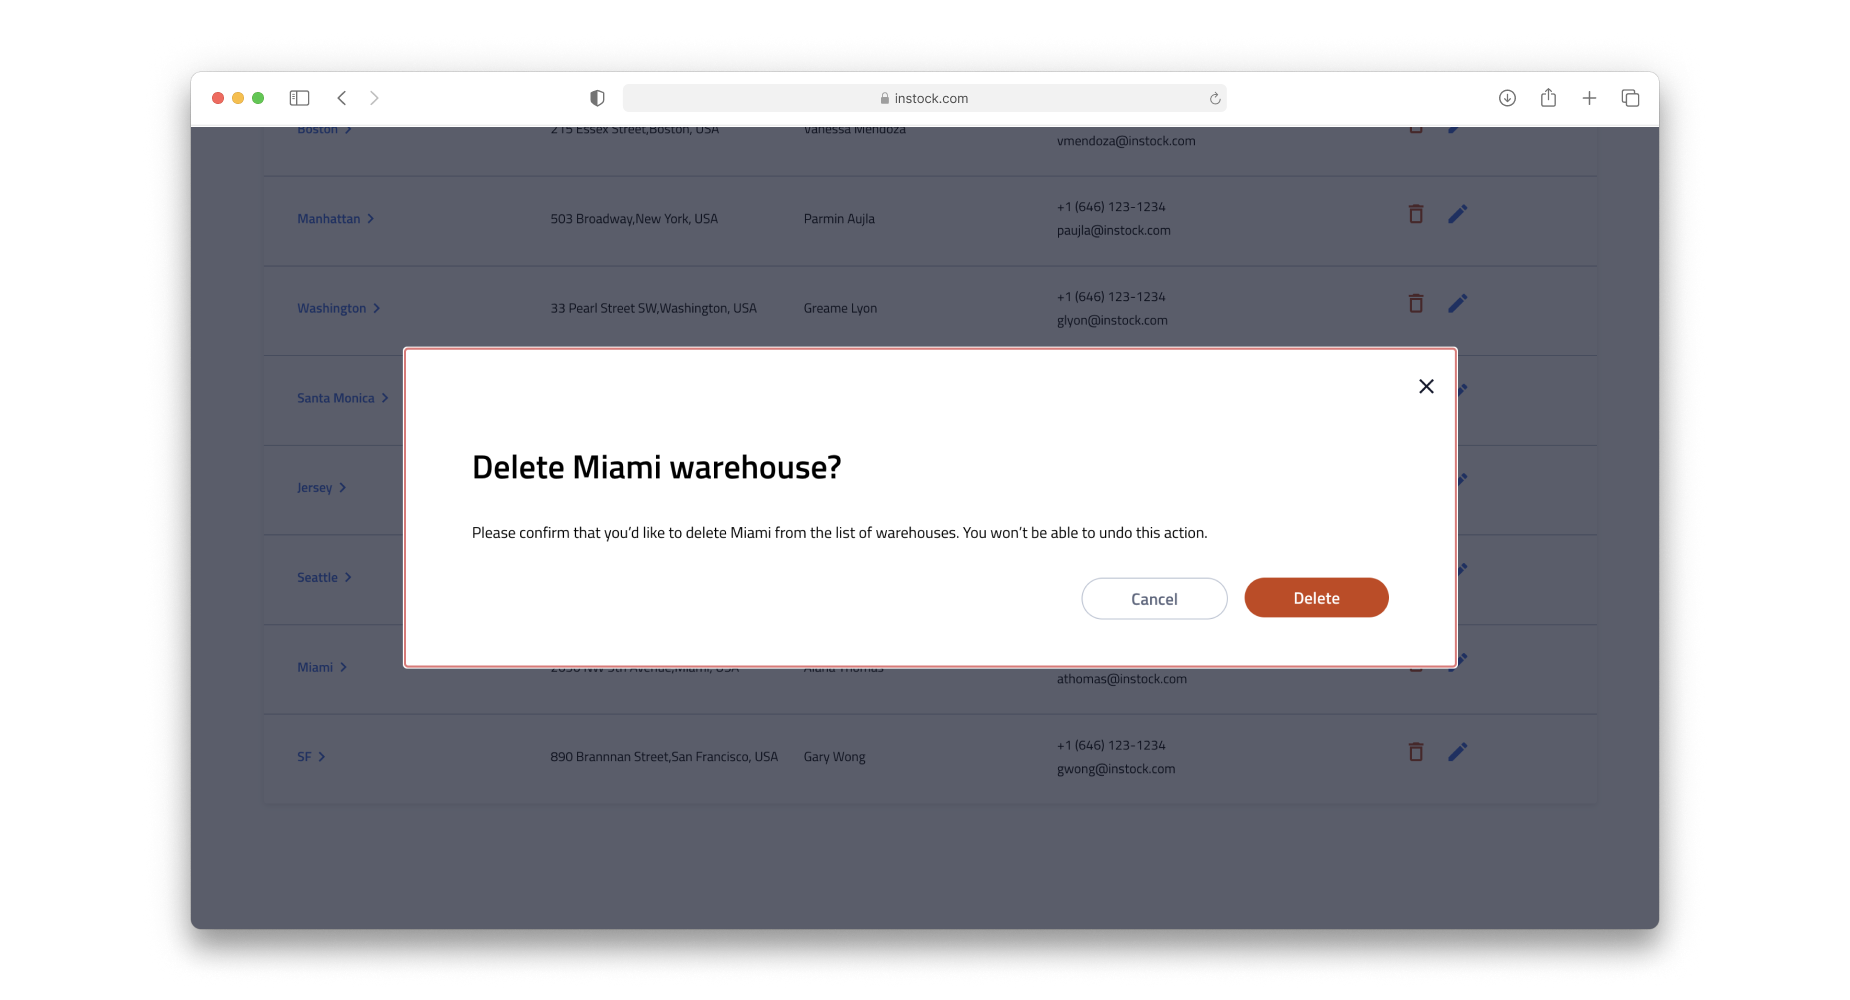 instock.com
Boston 215 Essex Street,Boston, USA Vanessa Mendoza
vmendoza@instock.com
+1 (646) 123-1234
Manhattan 503 Broadway,New York, USA Parmin Aujla
paujla@instock.com
+1 (646) 123-1234
Washington 33 Pearl Street SW,Washington, USA Greame Lyon
glyon@instock.com
Santa Monica
Delete Miami warehouse?
Jersey
Please confirm that you’d like to delete Miami from the list of warehouses. You won’t be able to undo this action.
Seattle
Cancel Delete
Miami
athomas@instock.com
+1 (646) 123-1234
SF 890 Brannnan Street,San Francisco, USA Gary Wong
gwong@instock.com